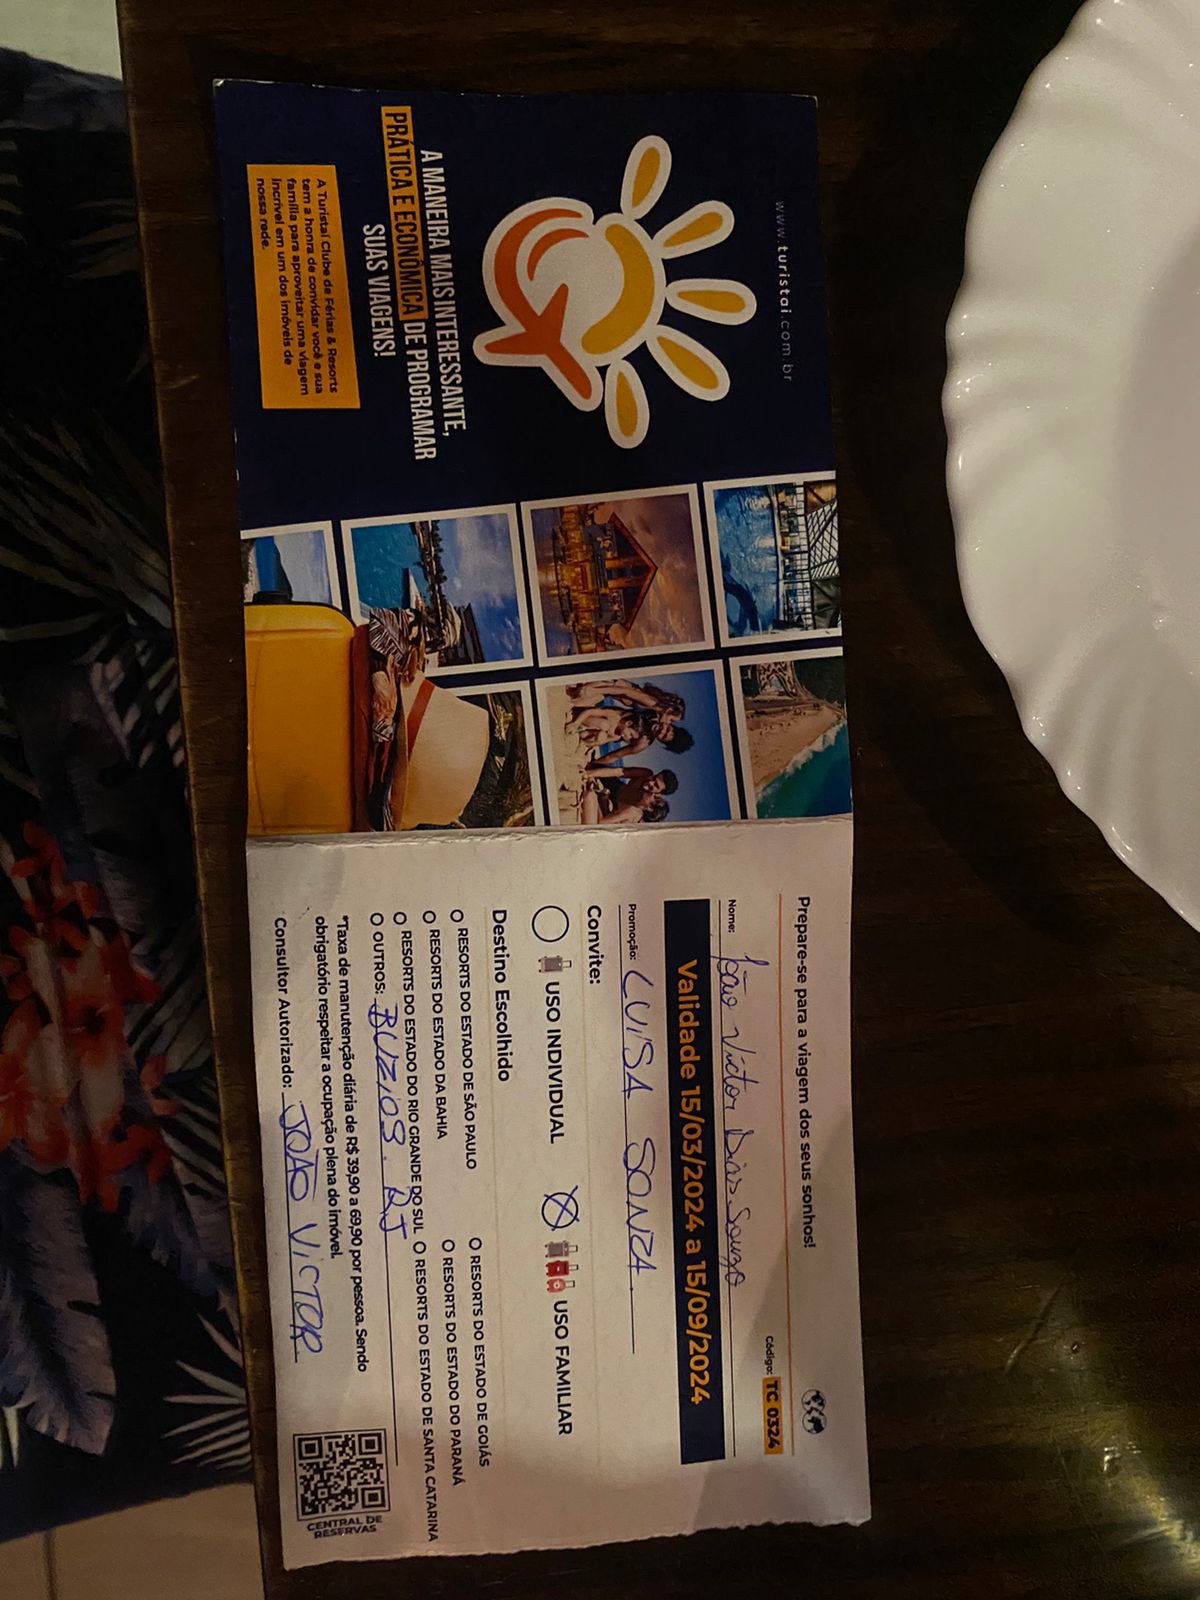 www.turistai.com.br
A MANEIRA MAIS INTERESSANTE,
PRÁTICA E ECONÔMICA DE PROGRAMAR
SUAS VIAGENS!
A Turistaí Clube de Férias & Resorts
tem a honra de convidar você e sua
família para aproveitar uma viagem
incrível em um dos imóveis de
nossa rede.
Prepare-se para a viagem dos seus sonhos!
Código: TC 0324
Nome: João Victor Dias Souza
Validade 15/03/2024 a 15/09/2024
Promoção: LUISA SONZA
Convite:
USO INDIVIDUAL
USO FAMILIAR
Destino Escolhido
RESORTS DO ESTADO DE SÃO PAULO
RESORTS DO ESTADO DE GOIÁS
RESORTS DO ESTADO DA BAHIA
RESORTS DO ESTADO DO PARANÁ
RESORTS DO ESTADO DO RIO GRANDE DO SUL
RESORTS DO ESTADO DE SANTA CATARINA
OUTROS: BUZIOS. RJ
*Taxa de manutenção diária de R$ 39,90 a 69,90 por pessoa. Sendo
obrigatório respeitar a ocupação plena do imóvel.
Consultor Autorizado: JOÃO VICTOR
CENTRAL DE
RESERVAS